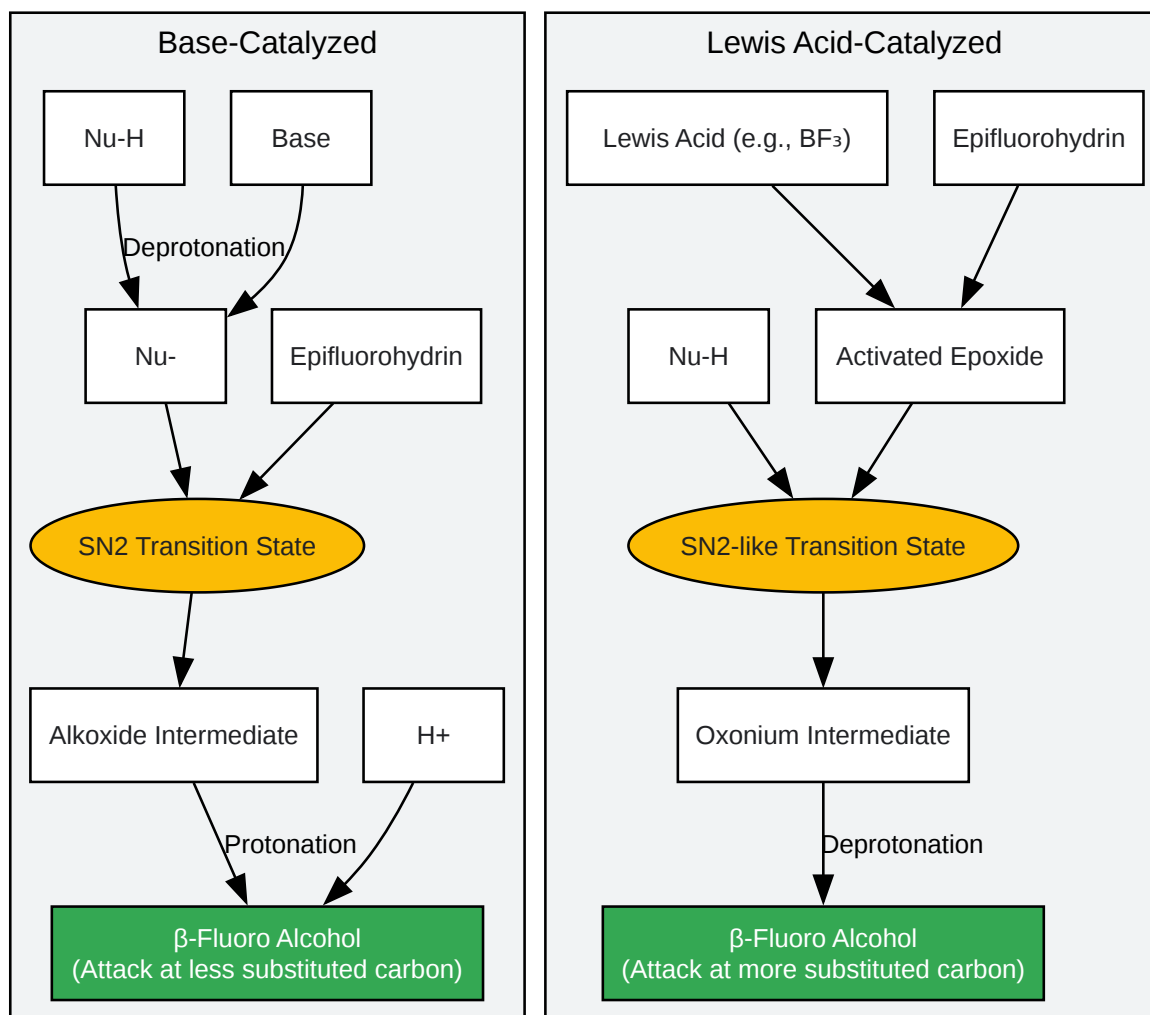 Base-Catalyzed
Nu-H
Base
Deprotonation
Nu-
Epifluorohydrin
SN2 Transition State
Alkoxide Intermediate
H+
Protonation
β-Fluoro Alcohol
(Attack at less substituted carbon)
Lewis Acid-Catalyzed
Lewis Acid (e.g., BF₃)
Epifluorohydrin
Nu-H
Activated Epoxide
SN2-like Transition State
Oxonium Intermediate
Deprotonation
β-Fluoro Alcohol
(Attack at more substituted carbon)